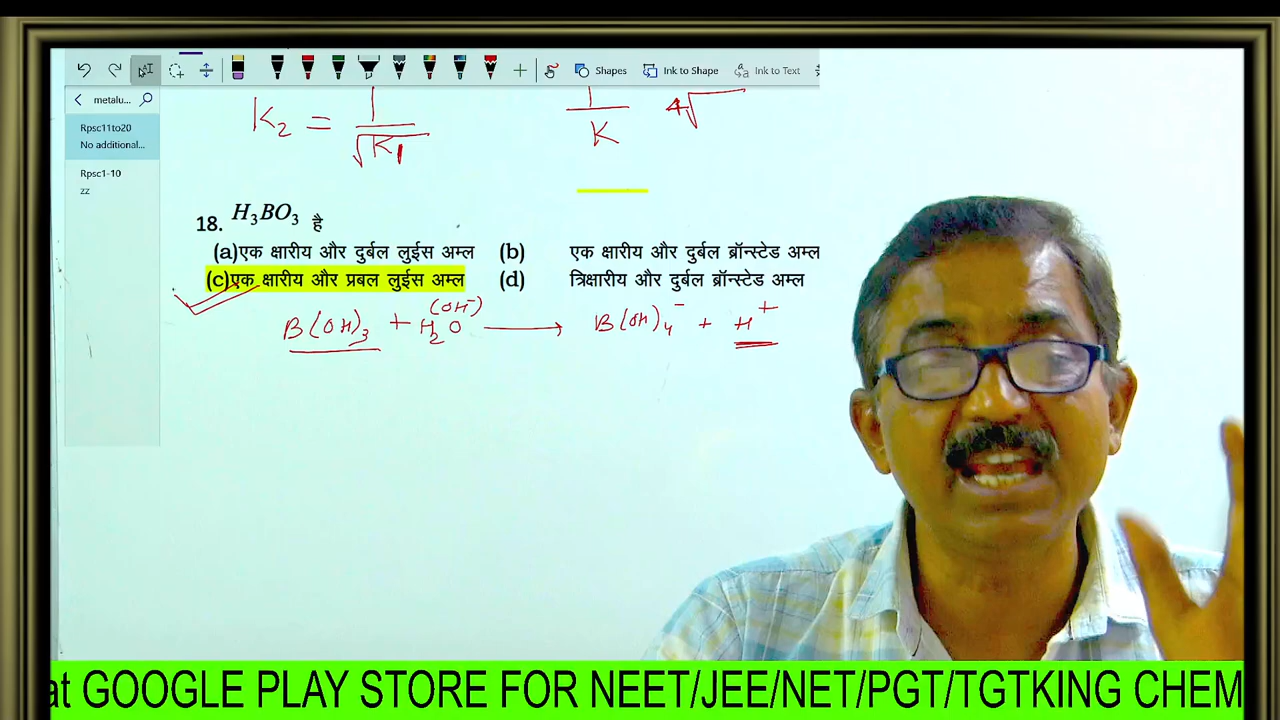 Shapes Ink to Shape Ink to Text
metalu...
Rpsc11to20
No additional...
Rpsc1-10
zz
K₂ = 1/√K₁ 1/K 4√
18. H₃BO₃ है
(a)एक क्षारीय और दुर्बल लुईस अम्ल (b) एक क्षारीय और दुर्बल ब्रॉन्स्टेड अम्ल
(c)एक क्षारीय और प्रबल लुईस अम्ल (d) त्रिक्षारीय और दुर्बल ब्रॉन्स्टेड अम्ल
(OH⁻)
B(OH)₃ + H₂O ⟶ B(OH)₄⁻ + H⁺
at GOOGLE PLAY STORE FOR NEET/JEE/NET/PGT/TGTKING CHEM